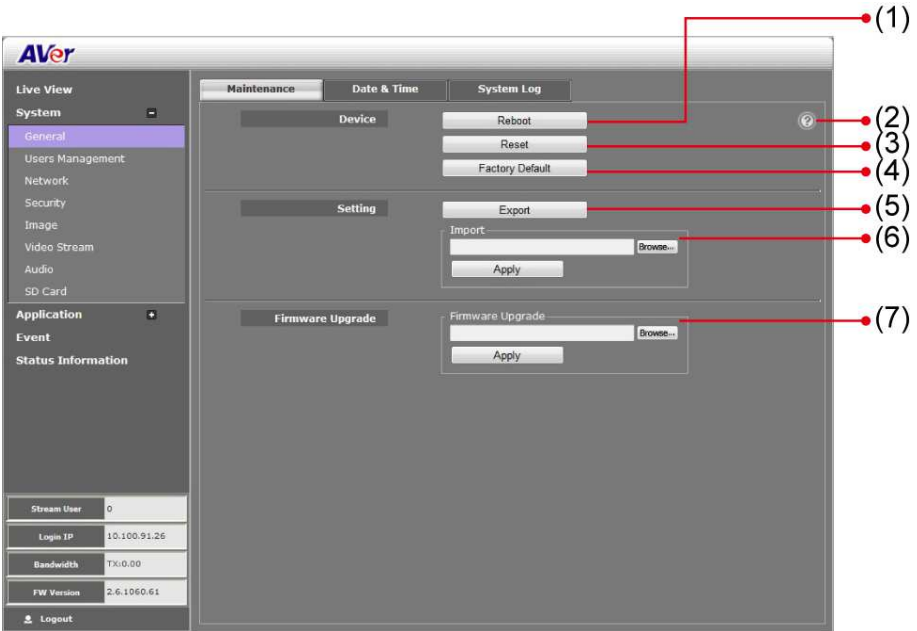 (1)
AVer
Live View
System
General
Users Management
Network
Security
Image
Video Stream
Audio
SD Card
Application
Event
Status Information
Maintenance
Date & Time
System Log
Device
Reboot
(2)
Reset
(3)
Factory Default
(4)
Setting
Export
(5)
Import
Browse...
(6)
Apply
Firmware Upgrade
Firmware Upgrade
Browse...
(7)
Apply
Stream User 0
Login IP 10.100.91.26
Bandwidth TX:0.00
FW Version 2.6.1060.61
Logout